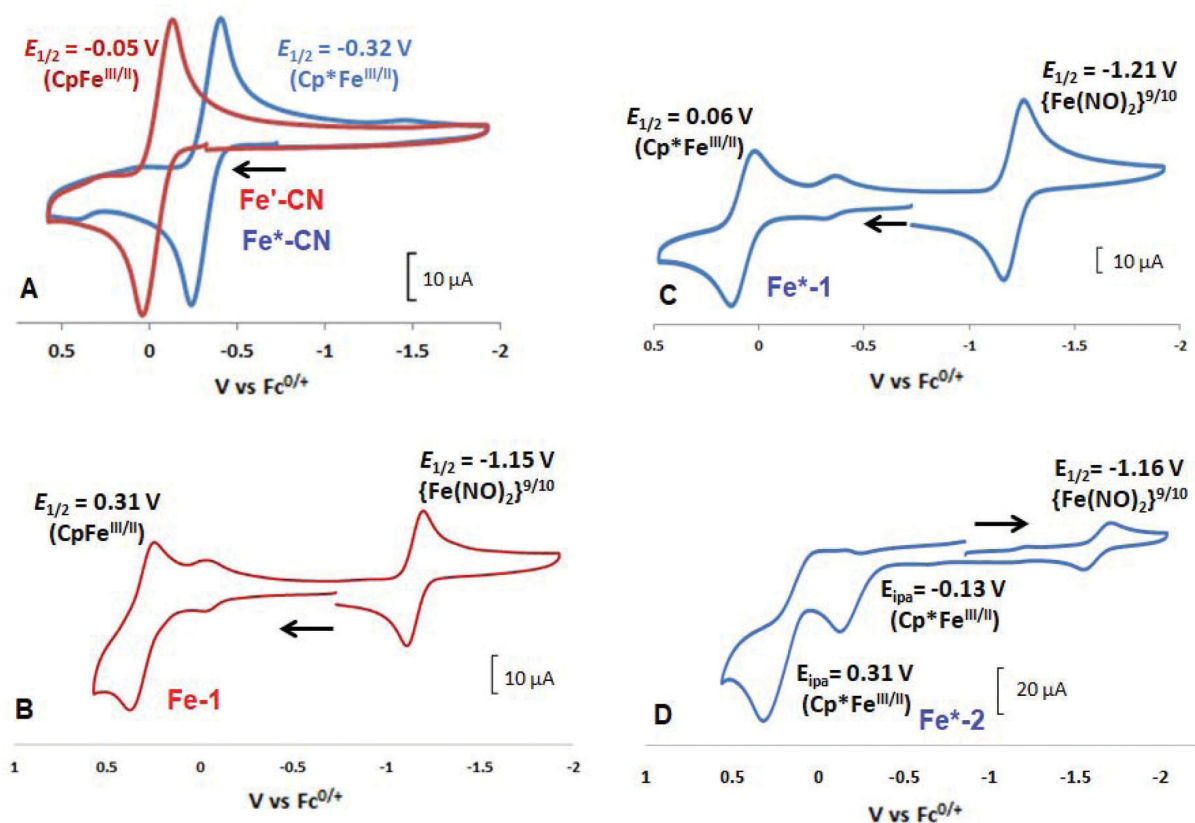 E1/2 = -0.05 V
(CpFeIII/II)
E1/2 = -0.32 V
(Cp*FeIII/II)
Fe'-CN
Fe*-CN
10 µA
A
0.5 0 -0.5 -1 -1.5 -2
V vs Fc0/+
E1/2 = 0.06 V
(Cp*FeIII/II)
E1/2 = -1.21 V
{Fe(NO)2}9/10
10 µA
C
Fe*-1
0.5 0 -0.5 -1 -1.5 -2
V vs Fc0/+
E1/2 = 0.31 V
(CpFeIII/II)
E1/2 = -1.15 V
{Fe(NO)2}9/10
10 µA
B
Fe-1
1 0.5 0 -0.5 -1 -1.5 -2
V vs Fc0/+
E1/2 = -1.16 V
{Fe(NO)2}9/10
Eipa= -0.13 V
(Cp*FeIII/II)
Eipa= 0.31 V
(Cp*FeIII/II)
20 µA
D
Fe*-2
1 0.5 0 -0.5 -1 -1.5 -2
V vs Fc0/+